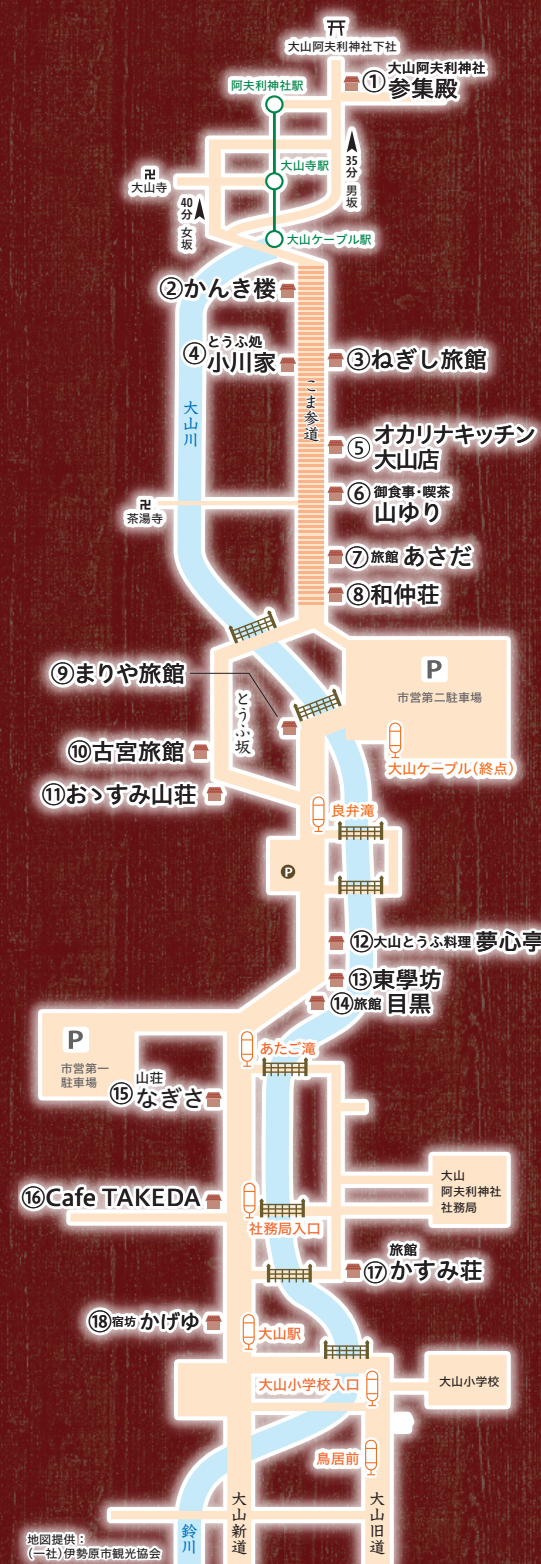 大山阿夫利神社下社
① 大山阿夫利神社
参集殿
阿夫利神社駅
35分 男坂
大山寺駅
卍
大山寺
40分 女坂
大山ケーブル駅
②かんき楼
④ とうふ処
小川家
③ねぎし旅館
こま参道
大山川
⑤ オカリナキッチン
大山店
⑥ 御食事・喫茶
山ゆり
卍
茶湯寺
⑦旅館 あさだ
⑧和仲荘
P
市営第二駐車場
⑨まりや旅館
とうふ坂
⑩古宮旅館
大山ケーブル(終点)
⑪おゝすみ山荘
良弁滝
P
⑫大山とうふ料理 夢心亭
⑬東學坊
⑭旅館 目黒
P
市営第一
駐車場
あたご滝
⑮ 山荘
なぎさ
大山
阿夫利神社
社務局
⑯Cafe TAKEDA
社務局入口
旅館
⑰かすみ荘
⑱宿坊 かげゆ
大山駅
大山小学校入口
大山小学校
鳥居前
鈴川
大山新道
大山旧道
地図提供：
(一社)伊勢原市観光協会